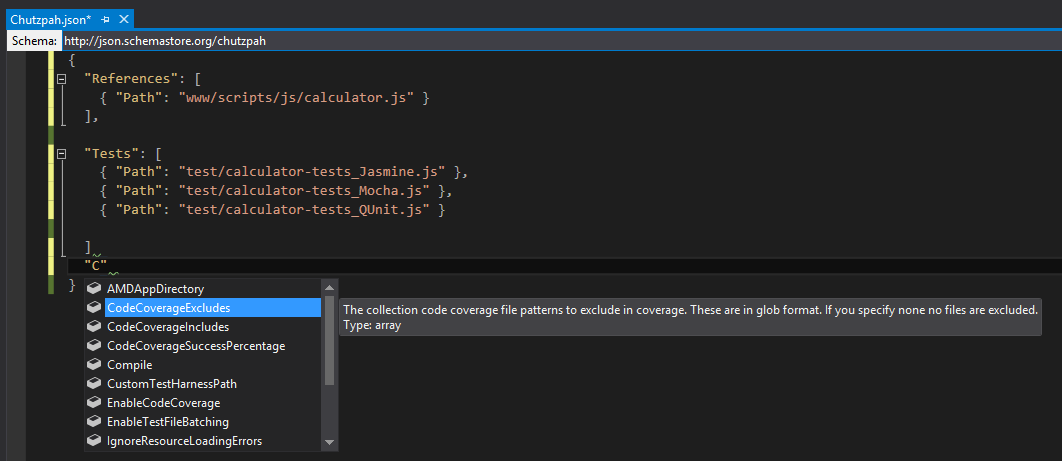 Chutzpah.json*
Schema: http://json.schemastore.org/chutzpah
{
"References": [
{ "Path": "www/scripts/js/calculator.js" }
],
"Tests": [
{ "Path": "test/calculator-tests_Jasmine.js" },
{ "Path": "test/calculator-tests_Mocha.js" },
{ "Path": "test/calculator-tests_QUnit.js" }
]
"C"
}
AMDAppDirectory
CodeCoverageExcludes
The collection code coverage file patterns to exclude in coverage. These are in glob format. If you specify none no files are excluded.
Type: array
CodeCoverageIncludes
CodeCoverageSuccessPercentage
Compile
CustomTestHarnessPath
EnableCodeCoverage
EnableTestFileBatching
IgnoreResourceLoadingErrors